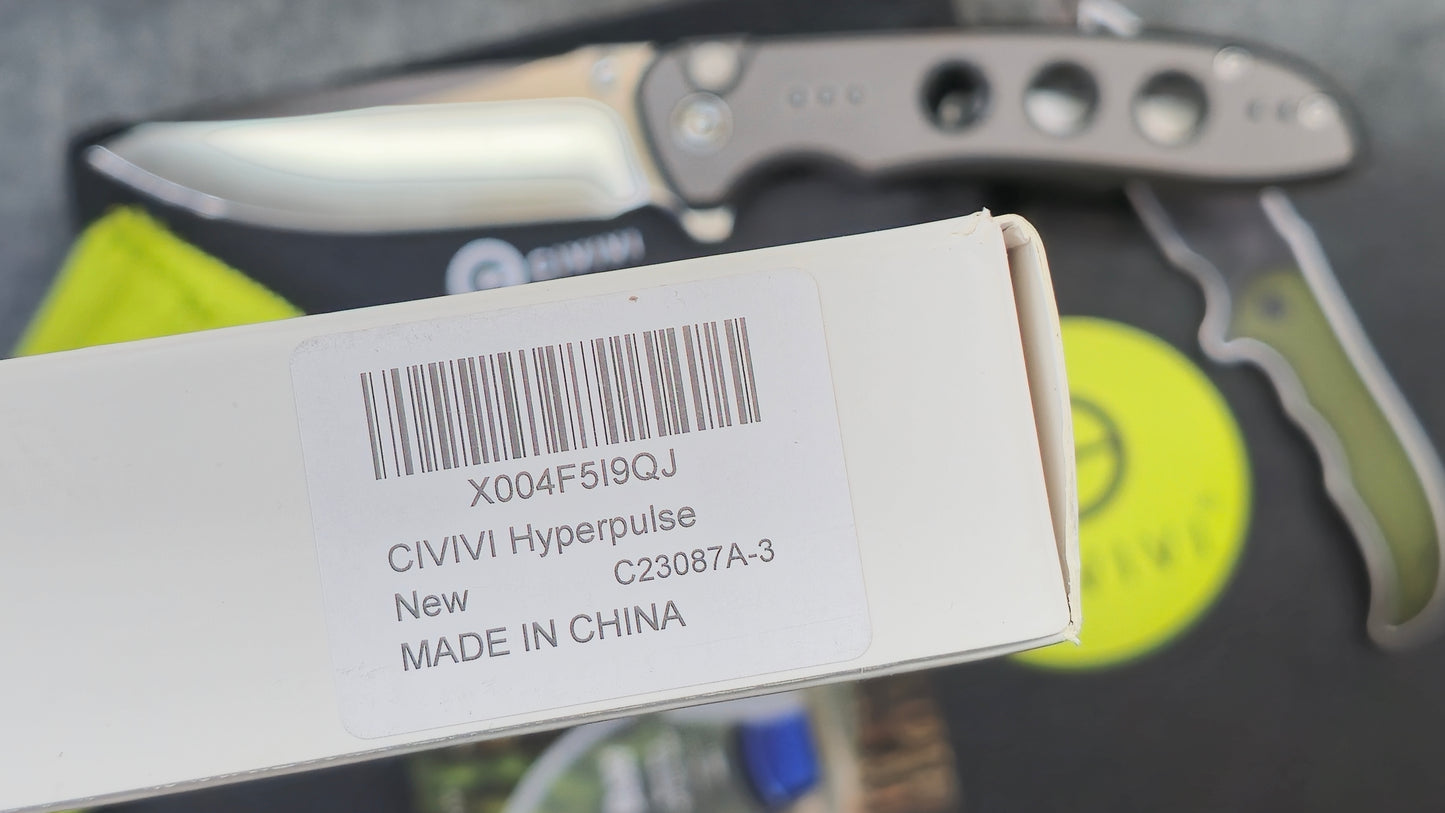 CIVIVI
X004F5I9QJ
CIVIVI Hyperpulse
New C23087A-3
MADE IN CHINA